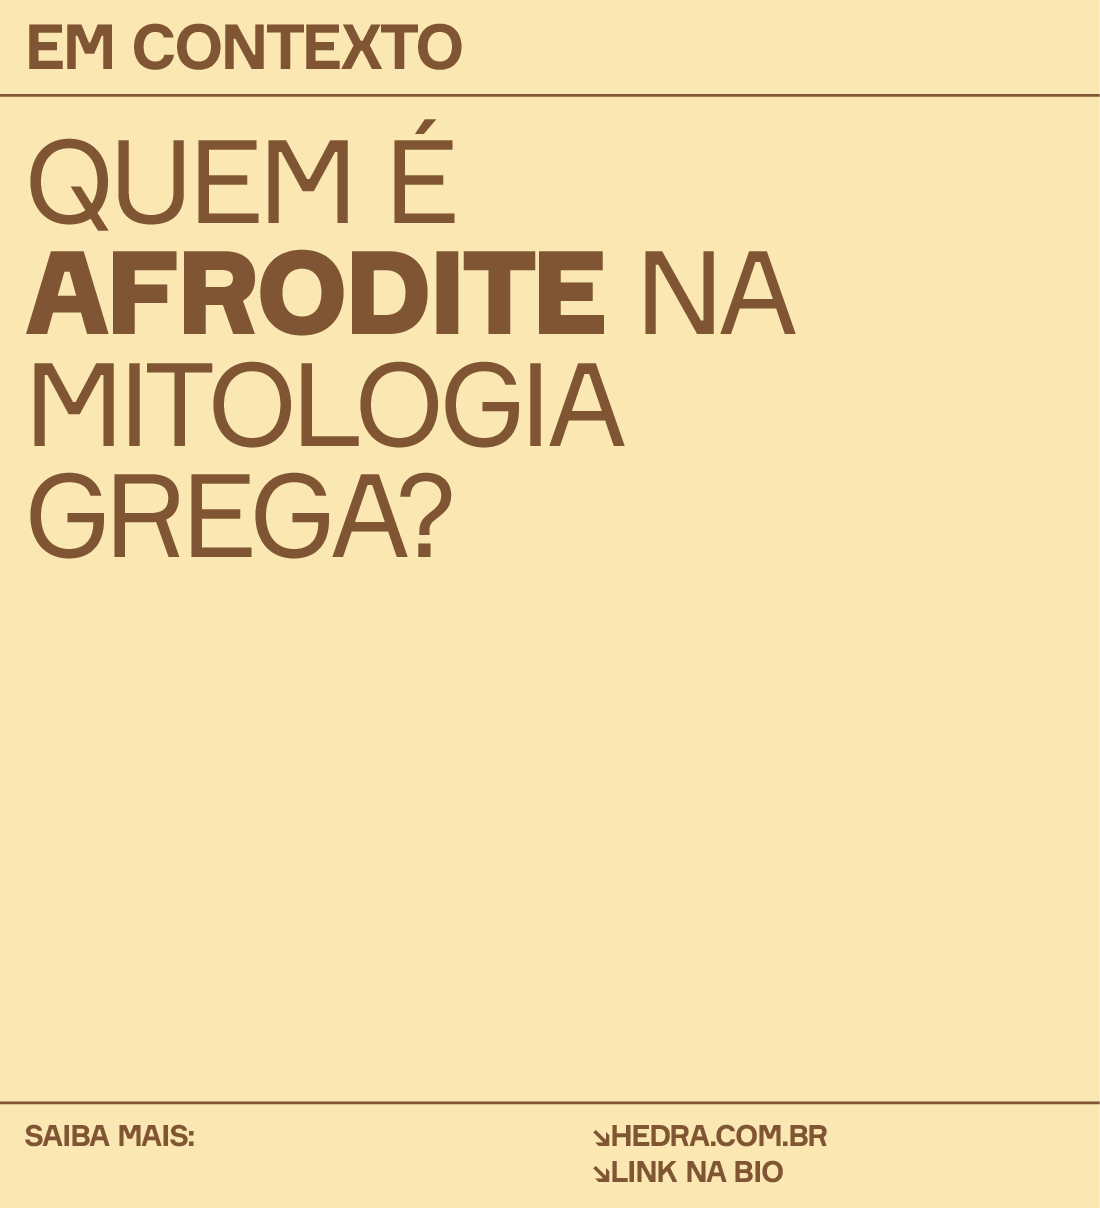 EM CONTEXTO
QUEM É
AFRODITE NA
MITOLOGIA
GREGA?
SAIBA MAIS:
↘HEDRA.COM.BR
↘LINK NA BIO